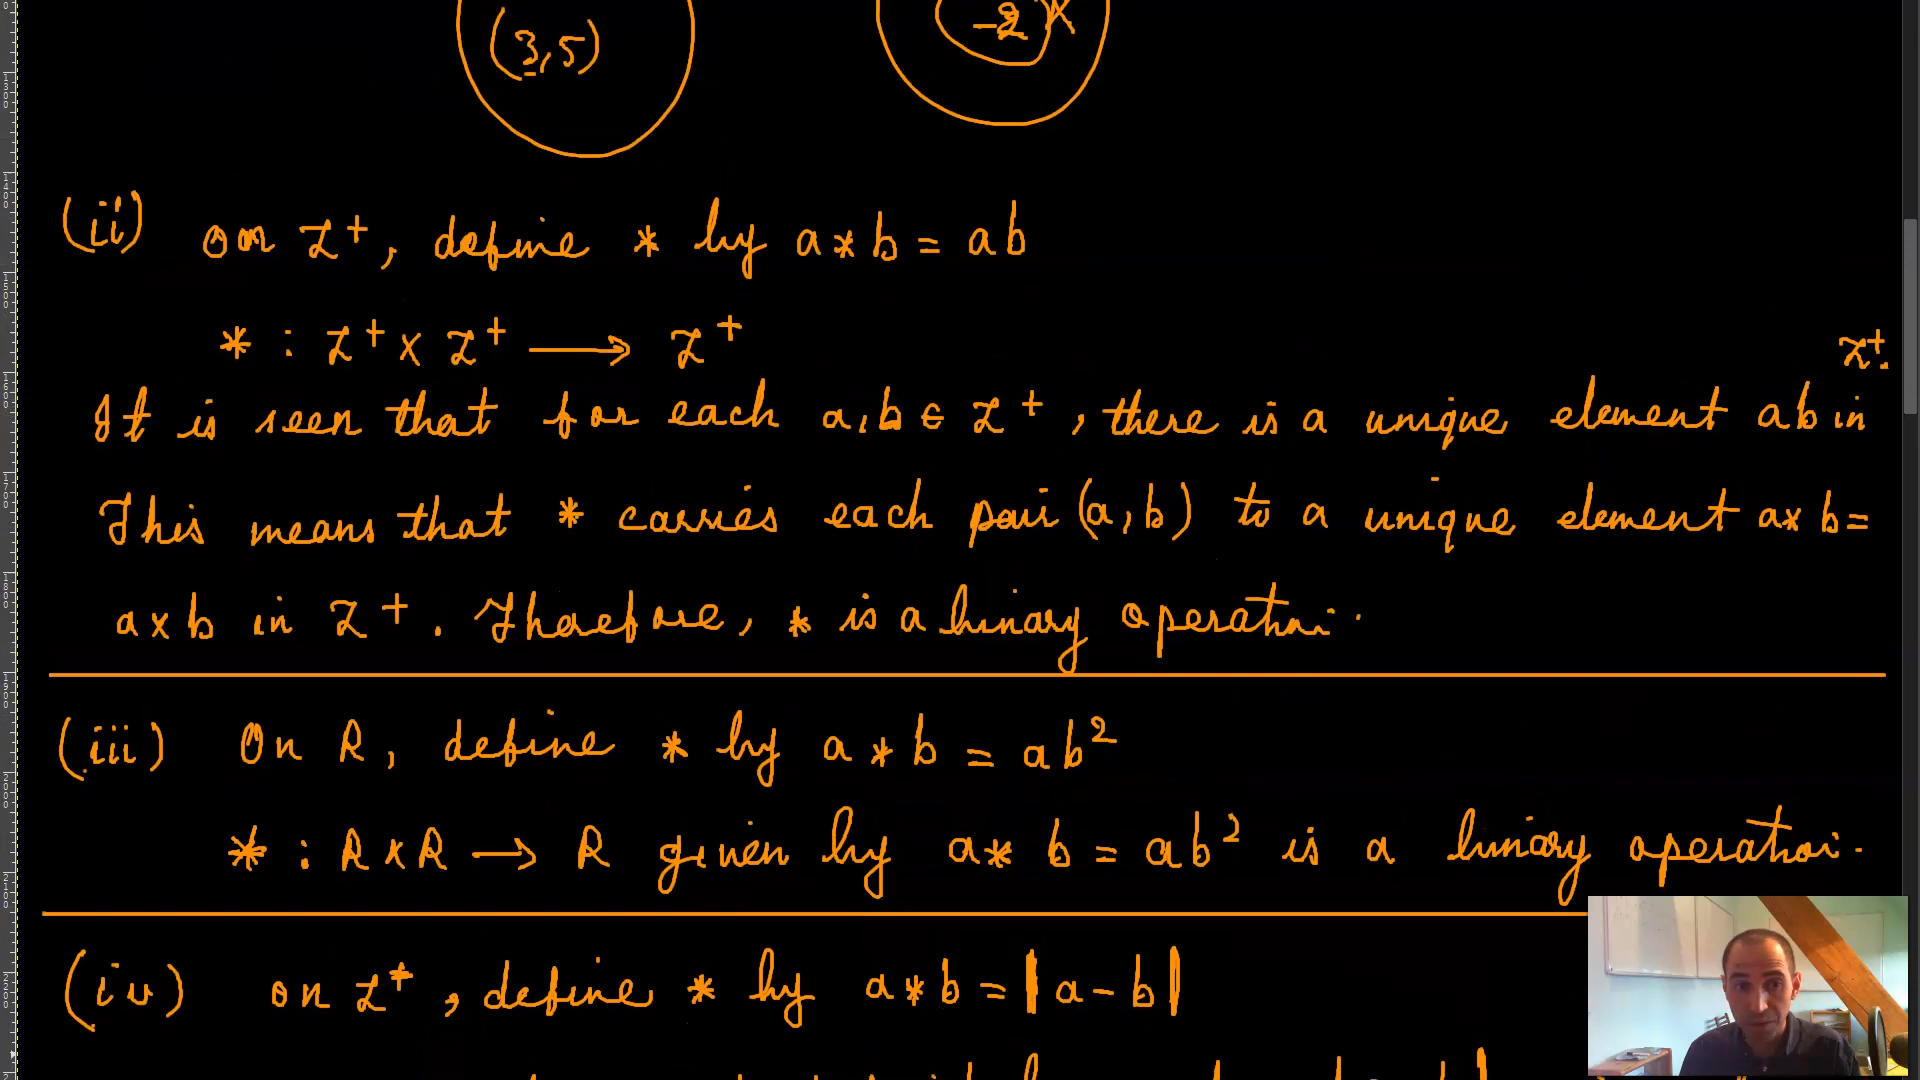 (3,5)
-2 x
(ii) on Z⁺, define * by a * b = ab
* : Z⁺ x Z⁺ ⟶ Z⁺
It is seen that for each a, b ∈ Z⁺, there is a unique element ab in Z⁺.
This means that * carries each pair (a, b) to a unique element a x b =
a x b in Z⁺. Therefore, * is a binary operation.
(iii) On R, define * by a * b = ab²
* : R x R ⟶ R given by a * b = ab² is a binary operation.
(iv) on Z⁺, define * by a * b = |a - b|